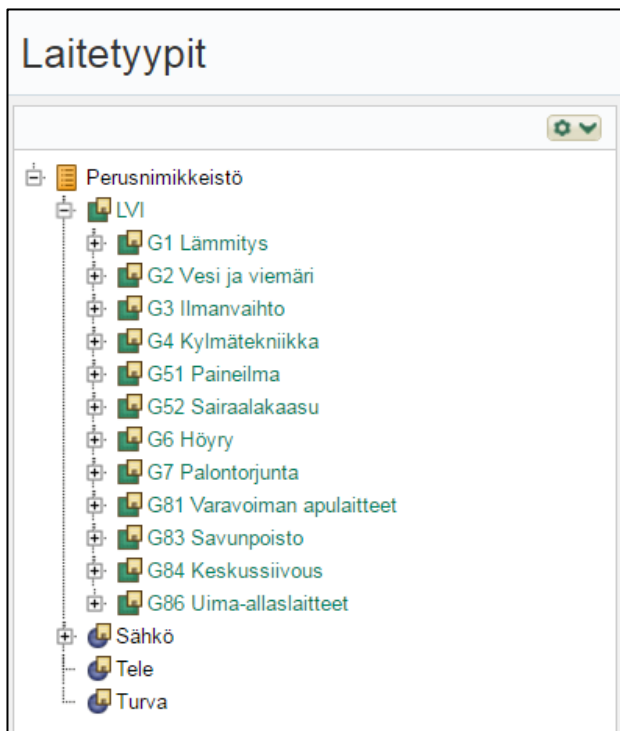 Laitetyypit
Perusnimikkeistö
LVI
G1 Lämmitys
G2 Vesi ja viemäri
G3 Ilmanvaihto
G4 Kylmätekniikka
G51 Paineilma
G52 Sairaalakaasu
G6 Höyry
G7 Palontorjunta
G81 Varavoiman apulaitteet
G83 Savunpoisto
G84 Keskussiivous
G86 Uima-allaslaitteet
Sähkö
Tele
Turva